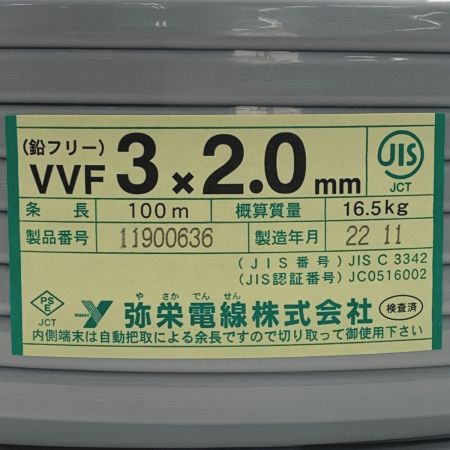 (鉛フリー)
VVF 3×2.0mm
JIS
JCT
条長 100m 概算質量 16.5kg
製品番号 11900636 製造年月 22 11
(JIS番号) JIS C 3342
(JIS認証番号) JC0516002
PSE
JCT
やさかでんせん
弥栄電線株式会社
検査済
内側端末は自動把取による余長ですので切り取って御使用下さい